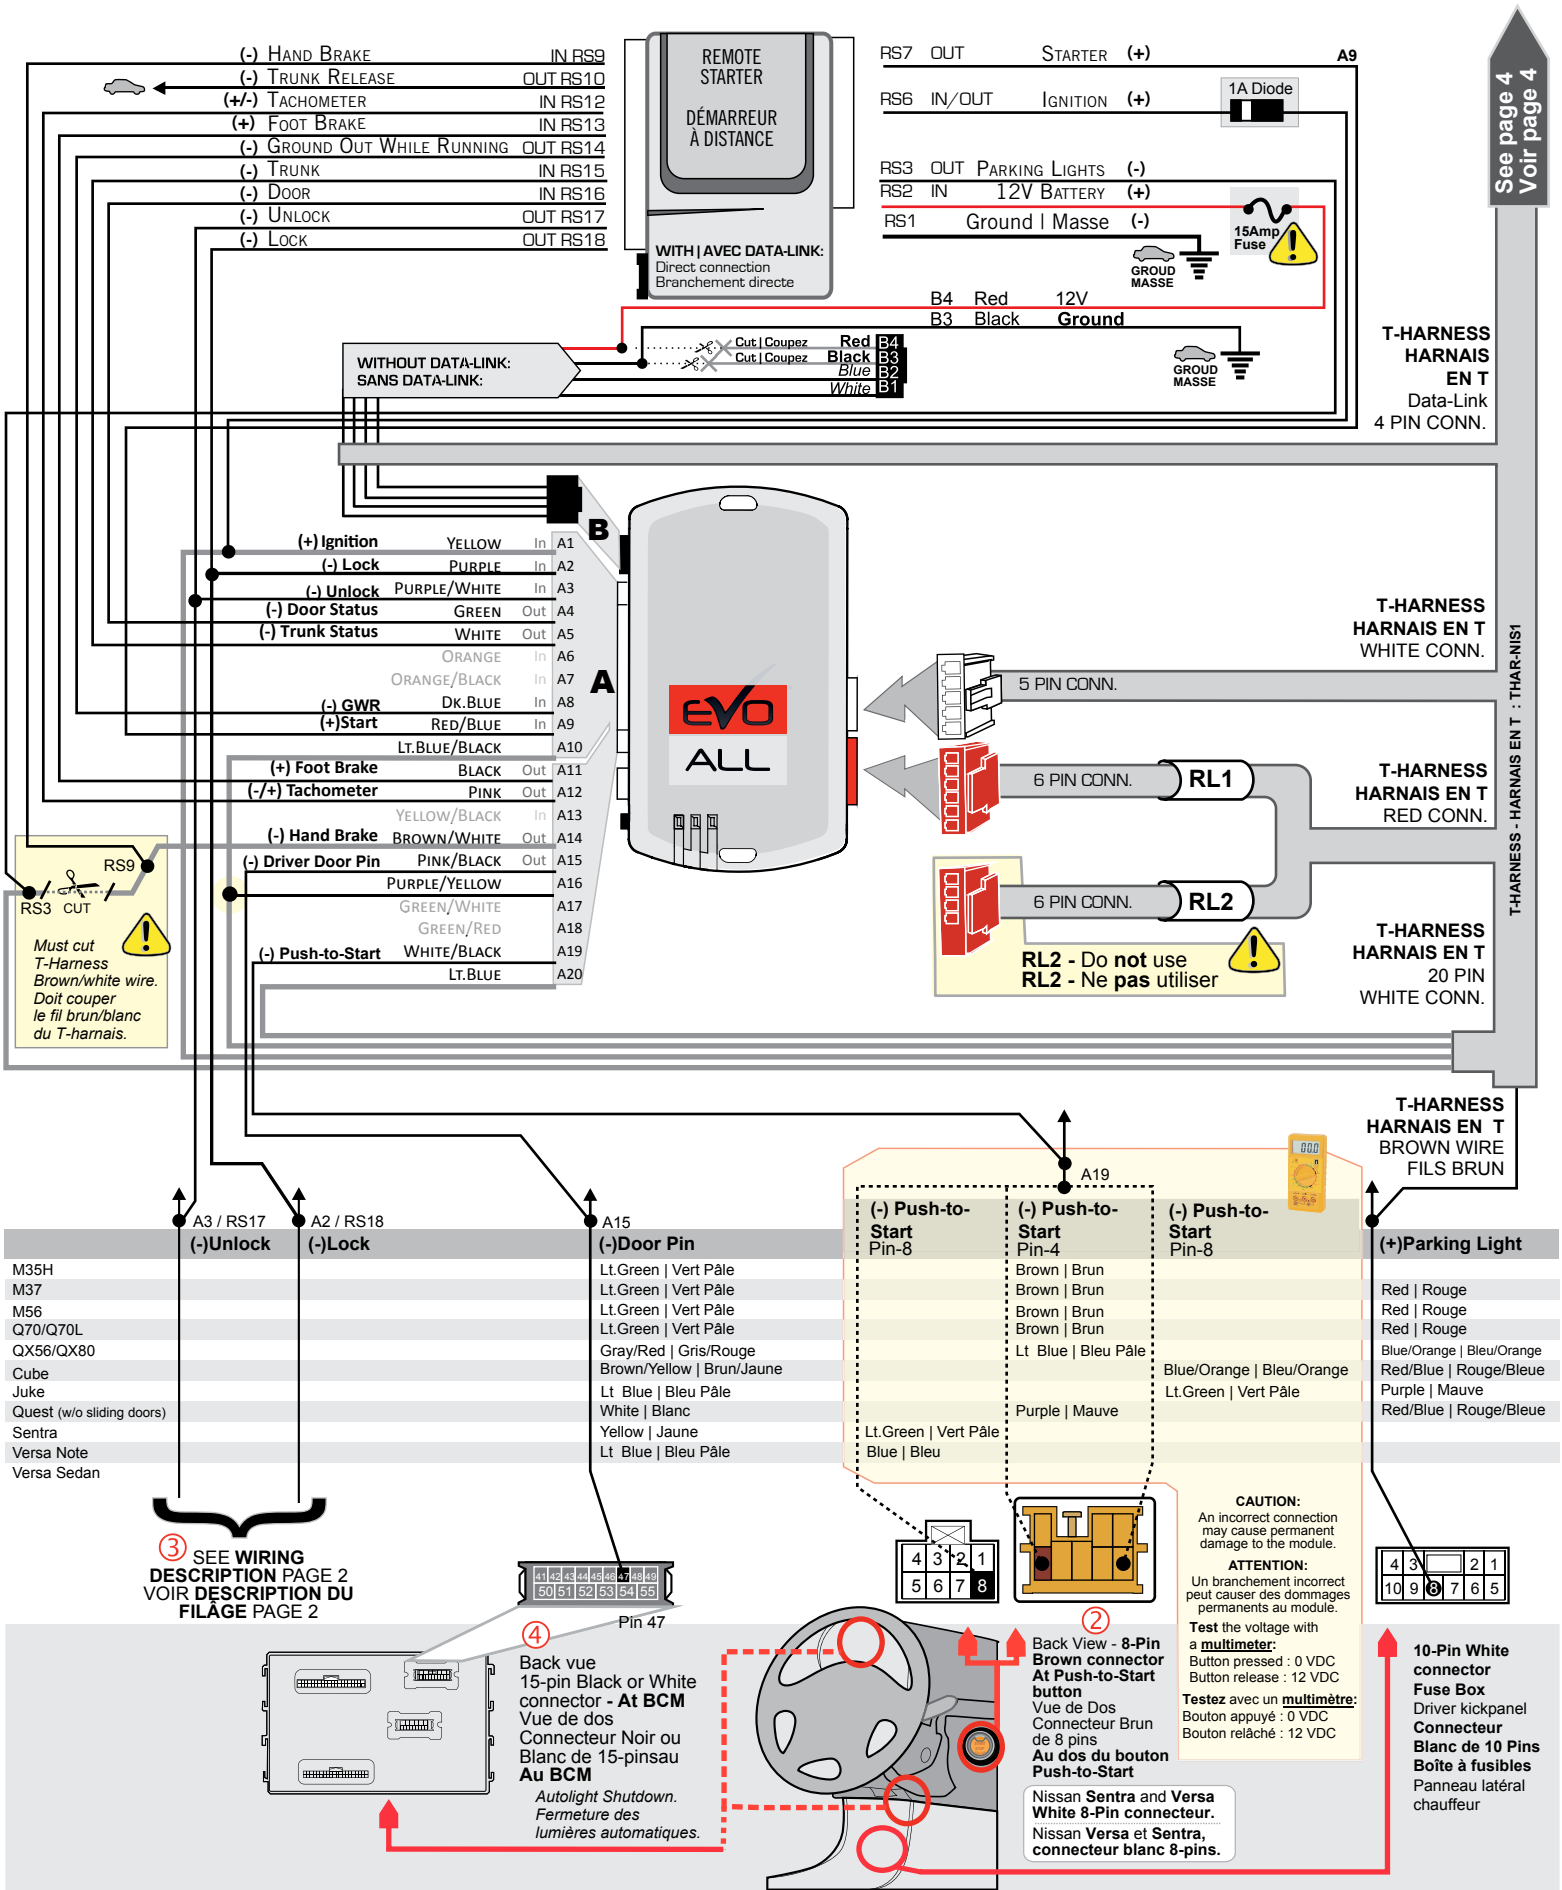 (-) HAND BRAKE IN RS9
(-) TRUNK RELEASE OUT RS10
(+/-) TACHOMETER IN RS12
(+) FOOT BRAKE IN RS13
(-) GROUND OUT WHILE RUNNING OUT RS14
(-) TRUNK IN RS15
(-) DOOR IN RS16
(-) UNLOCK OUT RS17
(-) LOCK OUT RS18
REMOTE
STARTER
DÉMARREUR
À DISTANCE
WITH | AVEC DATA-LINK:
Direct connection
Branchement directe
RS7 OUT STARTER (+) A9
RS6 IN/OUT IGNITION (+)
1A Diode
RS3 OUT PARKING LIGHTS (-)
RS2 IN 12V BATTERY (+)
RS1 Ground | Masse (-)
15Amp
Fuse
GROUD
MASSE
B4 Red 12V
B3 Black Ground
GROUD
MASSE
See page 4
Voir page 4
WITHOUT DATA-LINK:
SANS DATA-LINK:
Cut | Coupez Red B4
Cut | Coupez Black B3
Blue B2
White B1
T-HARNESS
HARNAIS
EN T
Data-Link
4 PIN CONN.
B
A
(+) Ignition YELLOW In A1
(-) Lock PURPLE In A2
(-) Unlock PURPLE/WHITE In A3
(-) Door Status GREEN Out A4
(-) Trunk Status WHITE Out A5
ORANGE In A6
ORANGE/BLACK In A7
(-) GWR DK.BLUE In A8
(+)Start RED/BLUE In A9
LT.BLUE/BLACK A10
(+) Foot Brake BLACK Out A11
(-/+) Tachometer PINK Out A12
YELLOW/BLACK In A13
(-) Hand Brake BROWN/WHITE Out A14
(-) Driver Door Pin PINK/BLACK Out A15
PURPLE/YELLOW A16
GREEN/WHITE A17
GREEN/RED A18
(-) Push-to-Start WHITE/BLACK A19
LT.BLUE A20
EVO
ALL
T-HARNESS
HARNAIS EN T
WHITE CONN.
5 PIN CONN.
T-HARNESS
HARNAIS EN T
RED CONN.
6 PIN CONN. RL1
6 PIN CONN. RL2
RL2 - Do not use
RL2 - Ne pas utiliser
T-HARNESS
HARNAIS EN T
20 PIN
WHITE CONN.
T-HARNESS - HARNAIS EN T : THAR-NIS1
RS9
RS3 CUT
Must cut
T-Harness
Brown/white wire.
Doit couper
le fil brun/blanc
du T-harnais.
T-HARNESS
HARNAIS EN T
BROWN WIRE
FILS BRUN
A3 / RS17 A2 / RS18 A15 A19
(-)Unlock (-)Lock (-)Door Pin
(-) Push-to-
Start
Pin-8
(-) Push-to-
Start
Pin-4
(-) Push-to-
Start
Pin-8
(+)Parking Light
M35H Lt.Green | Vert Pâle Brown | Brun
M37 Lt.Green | Vert Pâle Brown | Brun Red | Rouge
M56 Lt.Green | Vert Pâle Brown | Brun Red | Rouge
Q70/Q70L Lt.Green | Vert Pâle Brown | Brun Red | Rouge
QX56/QX80 Gray/Red | Gris/Rouge Lt Blue | Bleu Pâle Blue/Orange | Bleu/Orange
Cube Brown/Yellow | Brun/Jaune Blue/Orange | Bleu/Orange Red/Blue | Rouge/Bleue
Juke Lt Blue | Bleu Pâle Lt.Green | Vert Pâle Purple | Mauve
Quest (w/o sliding doors) White | Blanc Purple | Mauve Red/Blue | Rouge/Bleue
Sentra Yellow | Jaune Lt.Green | Vert Pâle
Versa Note Lt Blue | Bleu Pâle Blue | Bleu
Versa Sedan
3
SEE WIRING
DESCRIPTION PAGE 2
VOIR DESCRIPTION DU
FILÂGE PAGE 2
41 42 43 44 45 46 47 48 49
50 51 52 53 54 55
Pin 47
4
Back vue
15-pin Black or White
connector - At BCM
Vue de dos
Connecteur Noir ou
Blanc de 15-pinsau
Au BCM
Autolight Shutdown.
Fermeture des
lumières automatiques.
4 3 2 1
5 6 7 8
2
Back View - 8-Pin
Brown connector
At Push-to-Start
button
Vue de Dos
Connecteur Brun
de 8 pins
Au dos du bouton
Push-to-Start
Nissan Sentra and Versa
White 8-Pin connecteur.
Nissan Versa et Sentra,
connecteur blanc 8-pins.
CAUTION:
An incorrect connection
may cause permanent
damage to the module.
ATTENTION:
Un branchement incorrect
peut causer des dommages
permanents au module.
Test the voltage with
a multimeter:
Button pressed : 0 VDC
Button release : 12 VDC
Testez avec un multimètre:
Bouton appuyé : 0 VDC
Bouton relâché : 12 VDC
4 3 2 1
10 9 8 7 6 5
10-Pin White
connector
Fuse Box
Driver kickpanel
Connecteur
Blanc de 10 Pins
Boîte à fusibles
Panneau latéral
chauffeur